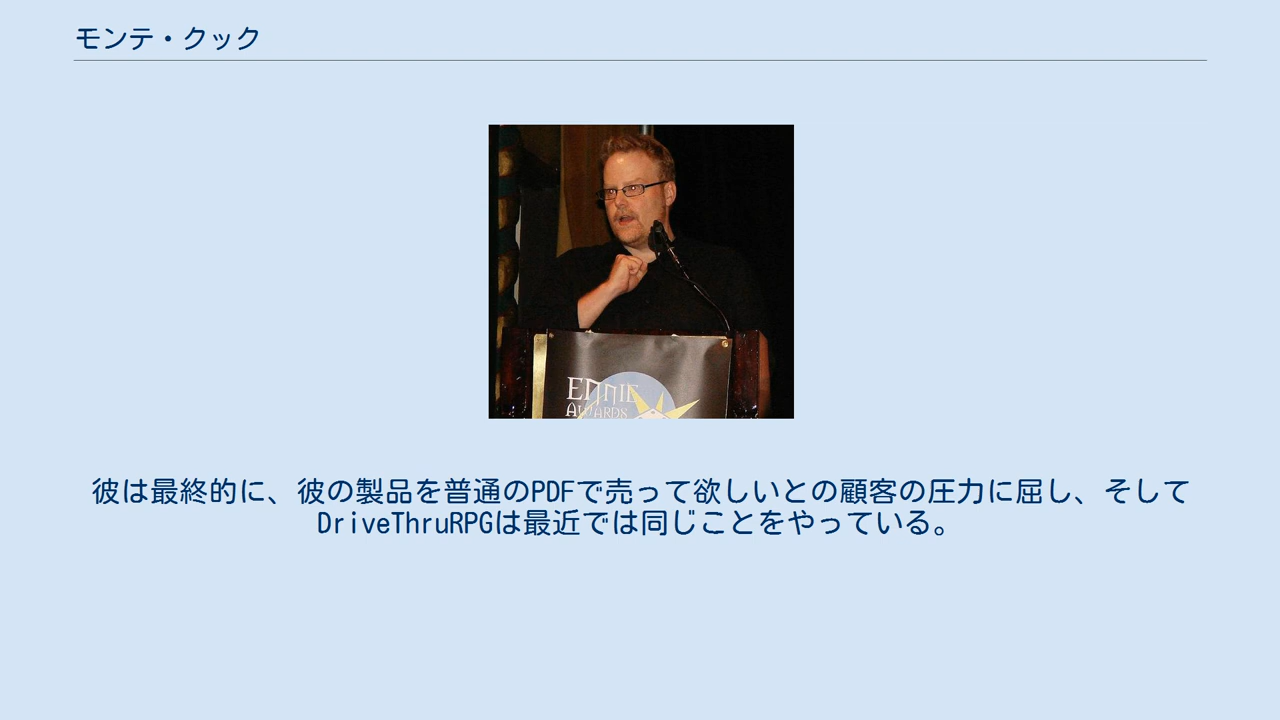 モンテ・クック
ENNIE
AWARDS
彼は最終的に、彼の製品を普通のPDFで売って欲しいとの顧客の圧力に屈し、そして
DriveThruRPGは最近では同じことをやっている。